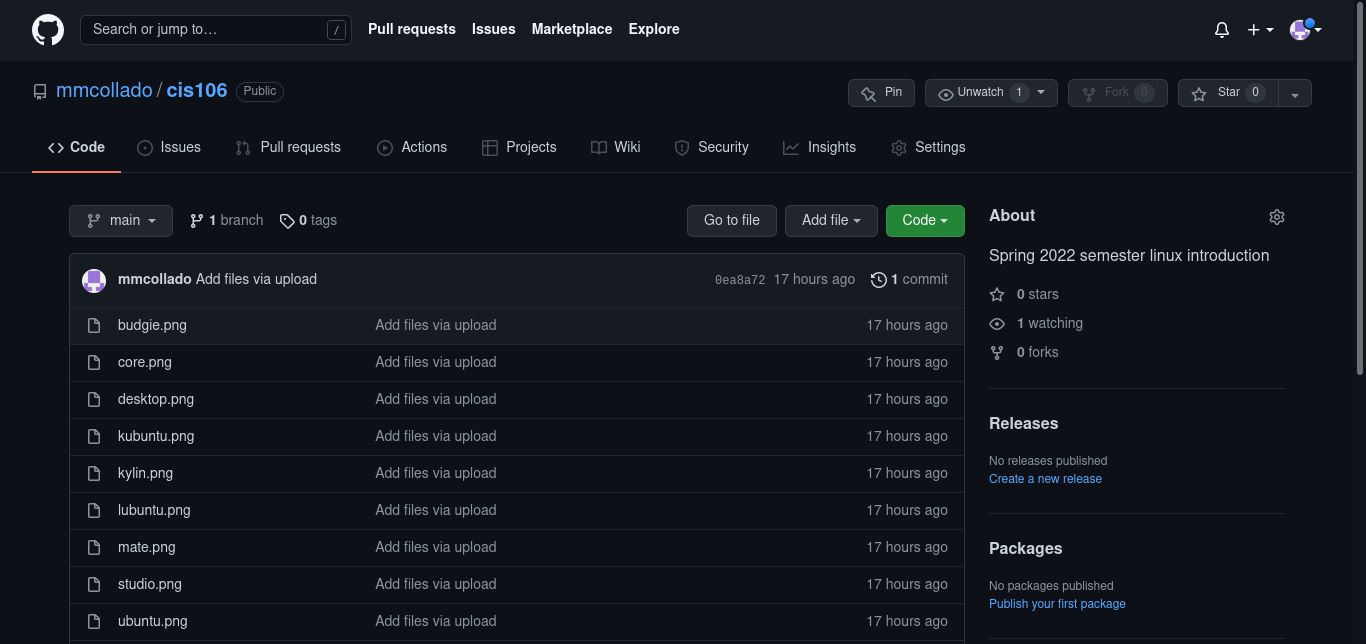 Search or jump to… / Pull requests Issues Marketplace Explore
mmcollado / cis106 Public Pin Unwatch 1 Fork 0 Star 0
Code Issues Pull requests Actions Projects Wiki Security Insights Settings
main 1 branch 0 tags Go to file Add file Code
mmcollado Add files via upload 0ea8a72 17 hours ago 1 commit
budgie.png Add files via upload 17 hours ago
core.png Add files via upload 17 hours ago
desktop.png Add files via upload 17 hours ago
kubuntu.png Add files via upload 17 hours ago
kylin.png Add files via upload 17 hours ago
lubuntu.png Add files via upload 17 hours ago
mate.png Add files via upload 17 hours ago
studio.png Add files via upload 17 hours ago
ubuntu.png Add files via upload 17 hours ago
About
Spring 2022 semester linux introduction
0 stars
1 watching
0 forks
Releases
No releases published
Create a new release
Packages
No packages published
Publish your first package